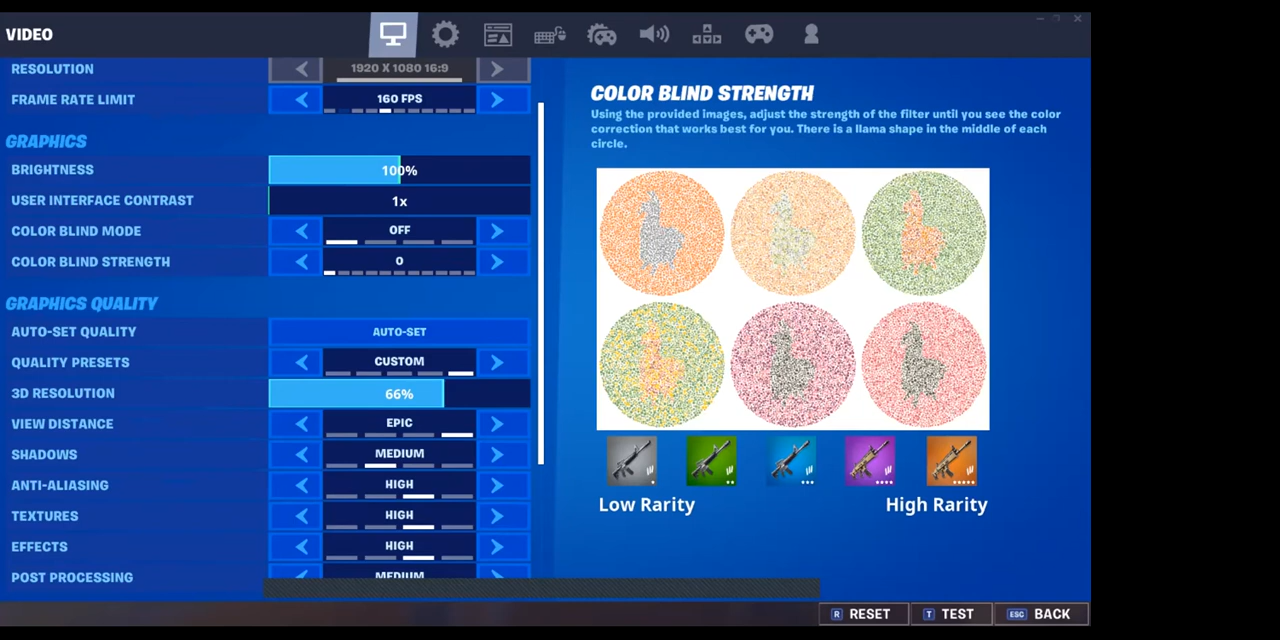 VIDEO
RESOLUTION
1920 X 1080 16:9
FRAME RATE LIMIT
160 FPS
GRAPHICS
BRIGHTNESS
100%
USER INTERFACE CONTRAST
1x
COLOR BLIND MODE
OFF
COLOR BLIND STRENGTH
0
GRAPHICS QUALITY
AUTO-SET QUALITY
AUTO-SET
QUALITY PRESETS
CUSTOM
3D RESOLUTION
66%
VIEW DISTANCE
EPIC
SHADOWS
MEDIUM
ANTI-ALIASING
HIGH
TEXTURES
HIGH
EFFECTS
HIGH
POST PROCESSING
MEDIUM
COLOR BLIND STRENGTH
Using the provided images, adjust the strength of the filter until you see the color
correction that works best for you. There is a llama shape in the middle of each
circle.
Low Rarity
High Rarity
R RESET
T TEST
ESC BACK